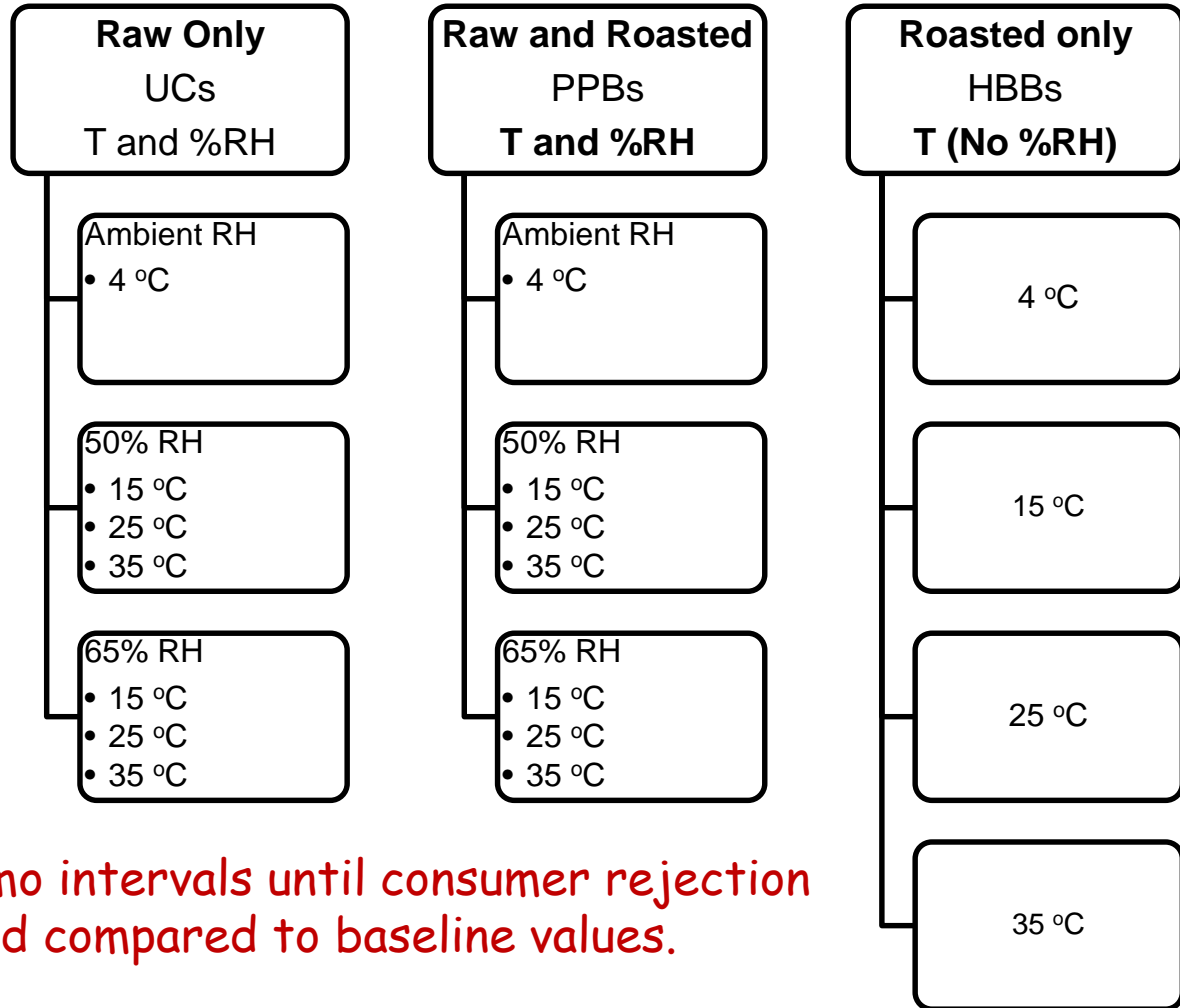 Raw Only
UCs
T and %RH
Ambient RH
• 4 ºC
50% RH
• 15 ºC
• 25 ºC
• 35 ºC
65% RH
• 15 ºC
• 25 ºC
• 35 ºC
Raw and Roasted
PPBs
T and %RH
Ambient RH
• 4 ºC
50% RH
• 15 ºC
• 25 ºC
• 35 ºC
65% RH
• 15 ºC
• 25 ºC
• 35 ºC
Roasted only
HBBs
T (No %RH)
4 ºC
15 ºC
25 ºC
35 ºC
intervals until consumer rejection
compared to baseline values.